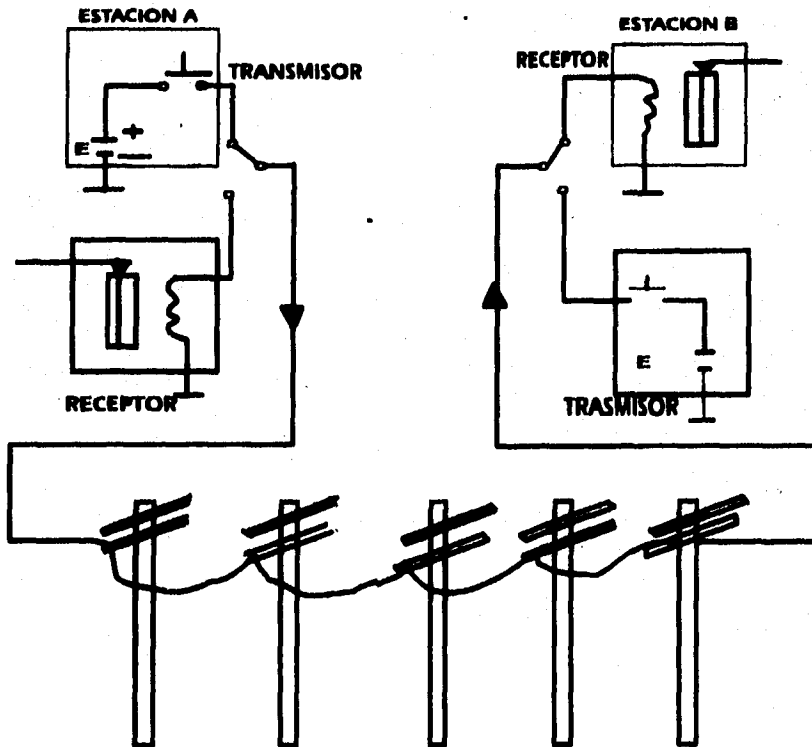 ESTACION A
TRANSMISOR
+
E
RECEPTOR
ESTACION B
RECEPTOR
E
TRASMISOR